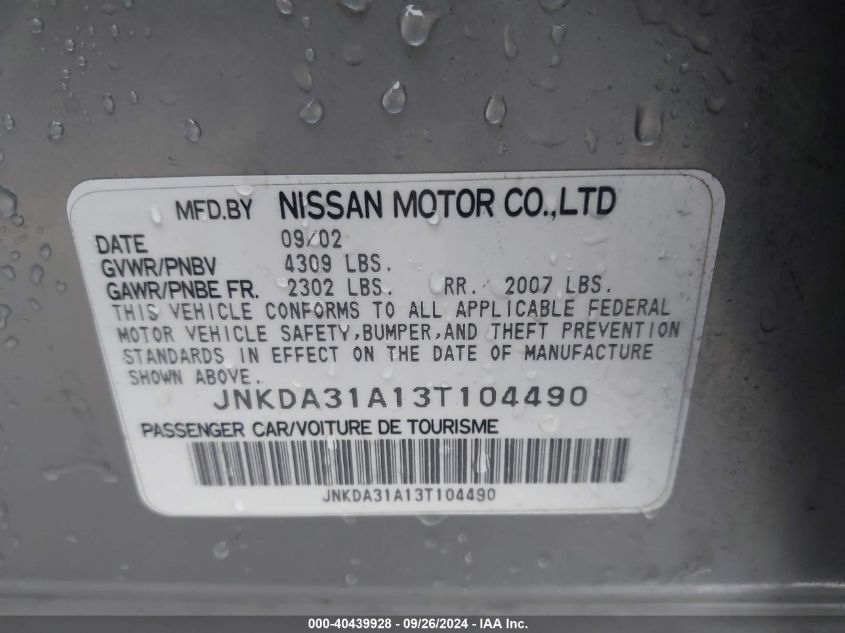 MFD.BY NISSAN MOTOR CO.,LTD
DATE 09/02
GVWR/PNBV 4309 LBS.
GAWR/PNBE FR. 2302 LBS. RR. 2007 LBS.
THIS VEHICLE CONFORMS TO ALL APPLICABLE FEDERAL
MOTOR VEHICLE SAFETY,BUMPER,AND THEFT PREVENTION
STANDARDS IN EFFECT ON THE DATE OF MANUFACTURE
SHOWN ABOVE.
JNKDA31A13T104490
PASSENGER CAR/VOITURE DE TOURISME
JNKDA31A13T104490
000-40439928 - 09/26/2024 - IAA Inc.